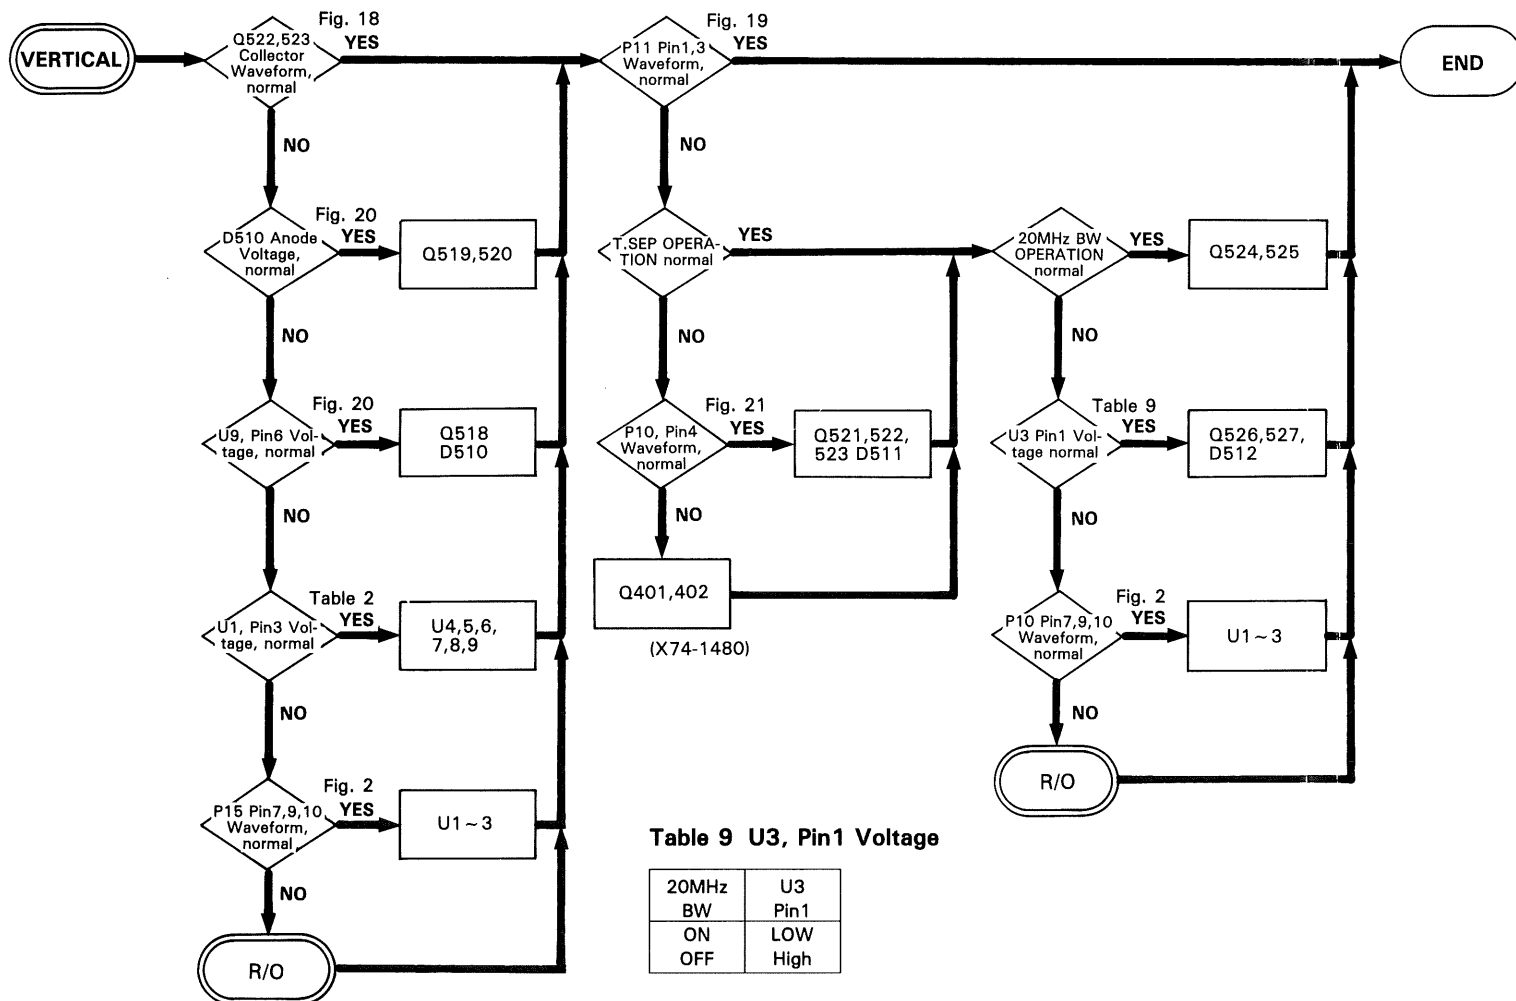 VERTICAL
Q522,523
Collector
Waveform,
normal
Fig. 18
YES
NO
P11 Pin1,3
Waveform,
normal
Fig. 19
YES
NO
END
D510 Anode
Voltage,
normal
Fig. 20
YES
NO
Q519,520
T.SEP OPERA-
TION normal
YES
NO
20MHz BW
OPERATION
normal
YES
NO
Q524,525
U9, Pin6 Vol-
tage, normal
Fig. 20
YES
NO
Q518
D510
P10, Pin4
Waveform,
normal
Fig. 21
YES
NO
Q521,522,
523 D511
U3 Pin1 Vol-
tage normal
Table 9
YES
NO
Q526,527,
D512
U1, Pin3 Vol-
tage, normal
Table 2
YES
NO
U4,5,6,
7,8,9
Q401,402
(X74-1480)
P10 Pin7,9,10
Waveform,
normal
Fig. 2
YES
NO
U1~3
R/O
P15 Pin7,9,10
Waveform,
normal
Fig. 2
YES
NO
U1~3
R/O
Table 9 U3, Pin1 Voltage
20MHz U3
BW Pin1
ON LOW
OFF High